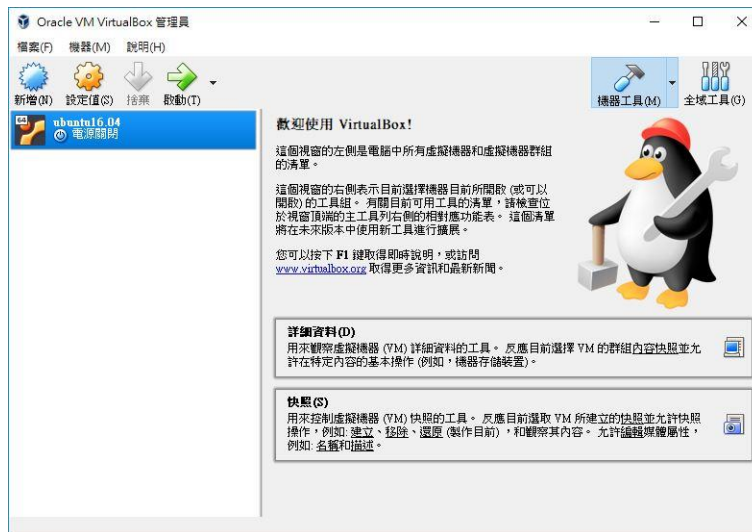 Oracle VM VirtualBox 管理員
檔案(F) 機器(M) 說明(H)
新增(N) 設定值(S) 捨棄 啟動(T) 機器工具(M) 全域工具(G)
64
ubuntu16.04
電源關閉
歡迎使用 VirtualBox!
這個視窗的左側是電腦中所有虛擬機器和虛擬機器群組
的清單。
這個視窗的右側表示目前選擇機器目前所開啟 (或可以
開啟) 的工具組。 有關目前可用工具的清單，請檢查位
於視窗頂端的主工具列右側的相對應功能表。 這個清單
將在未來版本中使用新工具進行擴展。
您可以按下 F1 鍵取得即時說明，或訪問
www.virtualbox.org 取得更多資訊和最新新聞。
詳細資料(D)
用來觀察虛擬機器 (VM) 詳細資料的工具。 反應目前選擇 VM 的群組內容快照並允
許在特定內容的基本操作 (例如，機器存儲裝置)。
快照(S)
用來控制虛擬機器 (VM) 快照的工具。 反應目前選取 VM 所建立的快照並允許快照
操作，例如: 建立、移除、還原 (製作目前) ，和觀察其內容。 允許編輯媒體屬性，
例如: 名稱和描述。